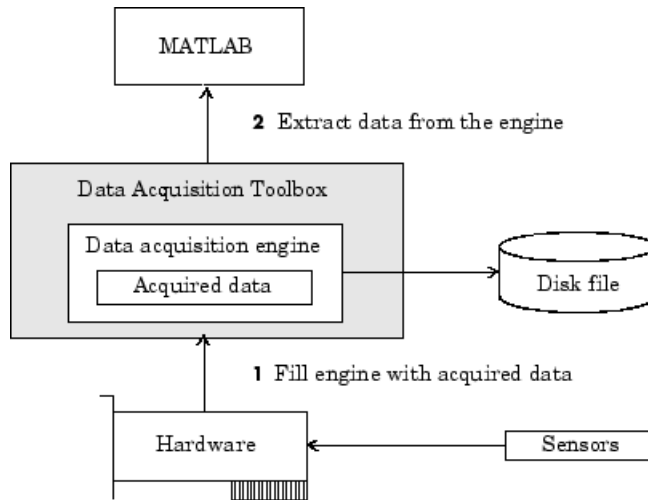 MATLAB
2 Extract data from the engine
Data Acquisition Toolbox
Data acquisition engine
Acquired data
Disk file
1 Fill engine with acquired data
Hardware
Sensors